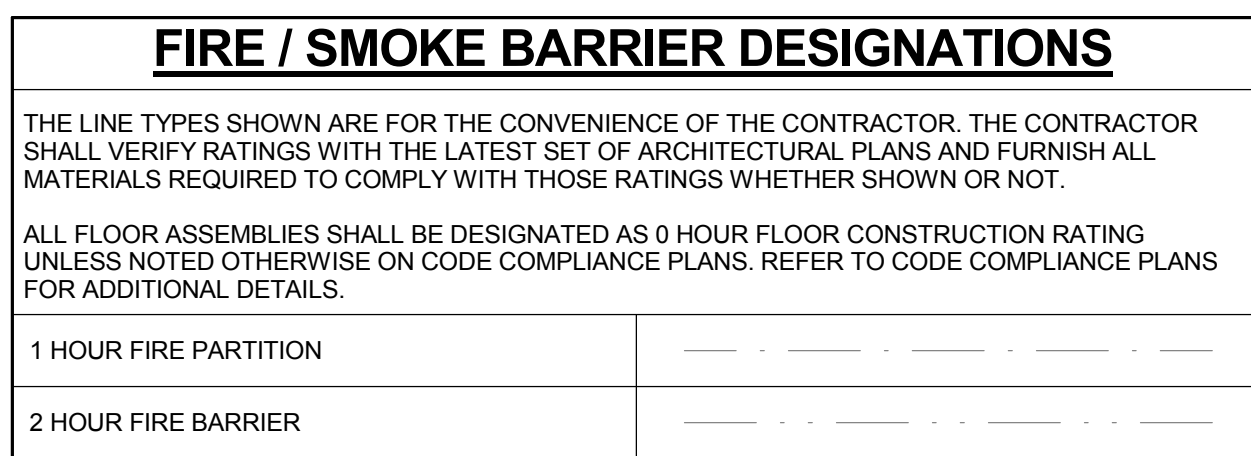 FIRE / SMOKE BARRIER DESIGNATIONS
THE LINE TYPES SHOWN ARE FOR THE CONVENIENCE OF THE CONTRACTOR. THE CONTRACTOR
SHALL VERIFY RATINGS WITH THE LATEST SET OF ARCHITECTURAL PLANS AND FURNISH ALL
MATERIALS REQUIRED TO COMPLY WITH THOSE RATINGS WHETHER SHOWN OR NOT.
ALL FLOOR ASSEMBLIES SHALL BE DESIGNATED AS 0 HOUR FLOOR CONSTRUCTION RATING
UNLESS NOTED OTHERWISE ON CODE COMPLIANCE PLANS. REFER TO CODE COMPLIANCE PLANS
FOR ADDITIONAL DETAILS.
1 HOUR FIRE PARTITION
2 HOUR FIRE BARRIER